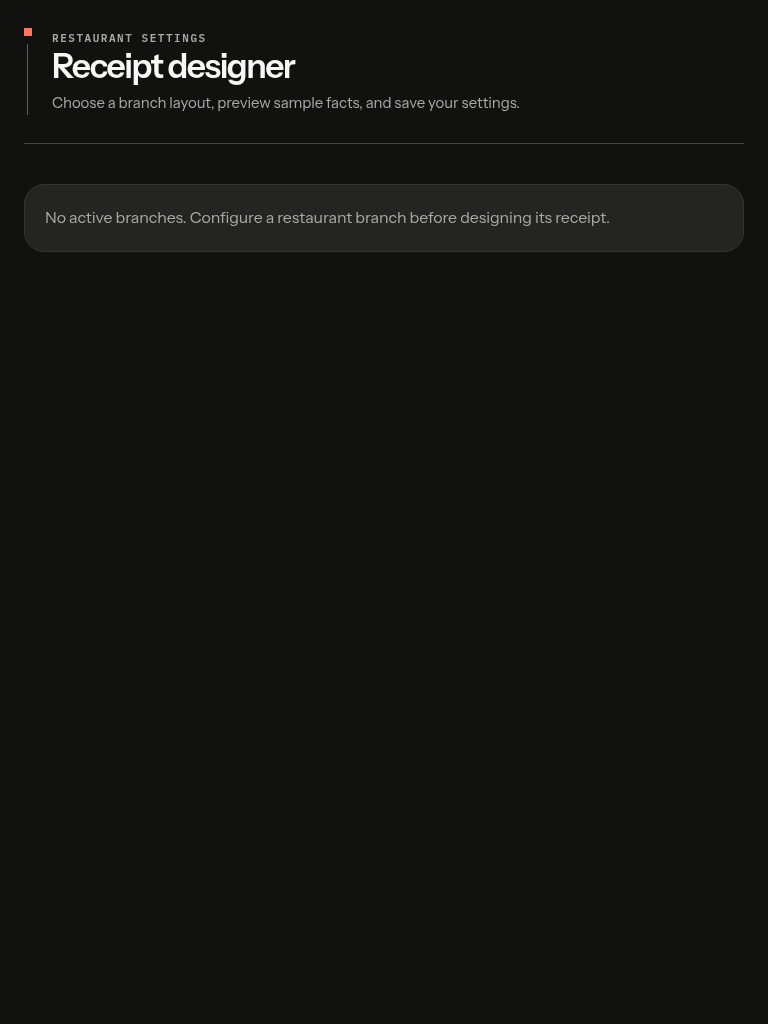 RESTAURANT SETTINGS
Receipt designer
Choose a branch layout, preview sample facts, and save your settings.
No active branches. Configure a restaurant branch before designing its receipt.